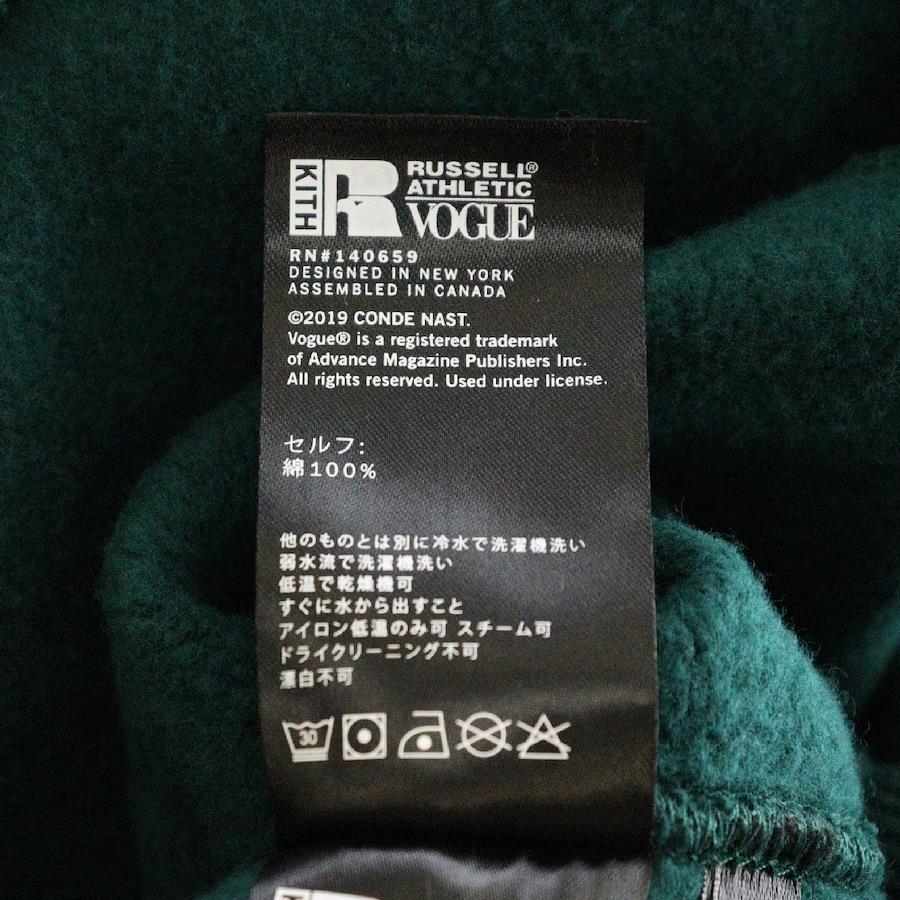 KITH
R
RUSSELL®
ATHLETIC
VOGUE
RN#140659
DESIGNED IN NEW YORK
ASSEMBLED IN CANADA
©2019 CONDE NAST.
Vogue® is a registered trademark
of Advance Magazine Publishers Inc.
All rights reserved. Used under license.
セルフ:
綿100%
他のものとは別に冷水で洗濯機洗い
弱水流で洗濯機洗い
低温で乾燥機可
すぐに水から出すこと
アイロン低温のみ可 スチーム可
ドライクリーニング不可
漂白不可
30